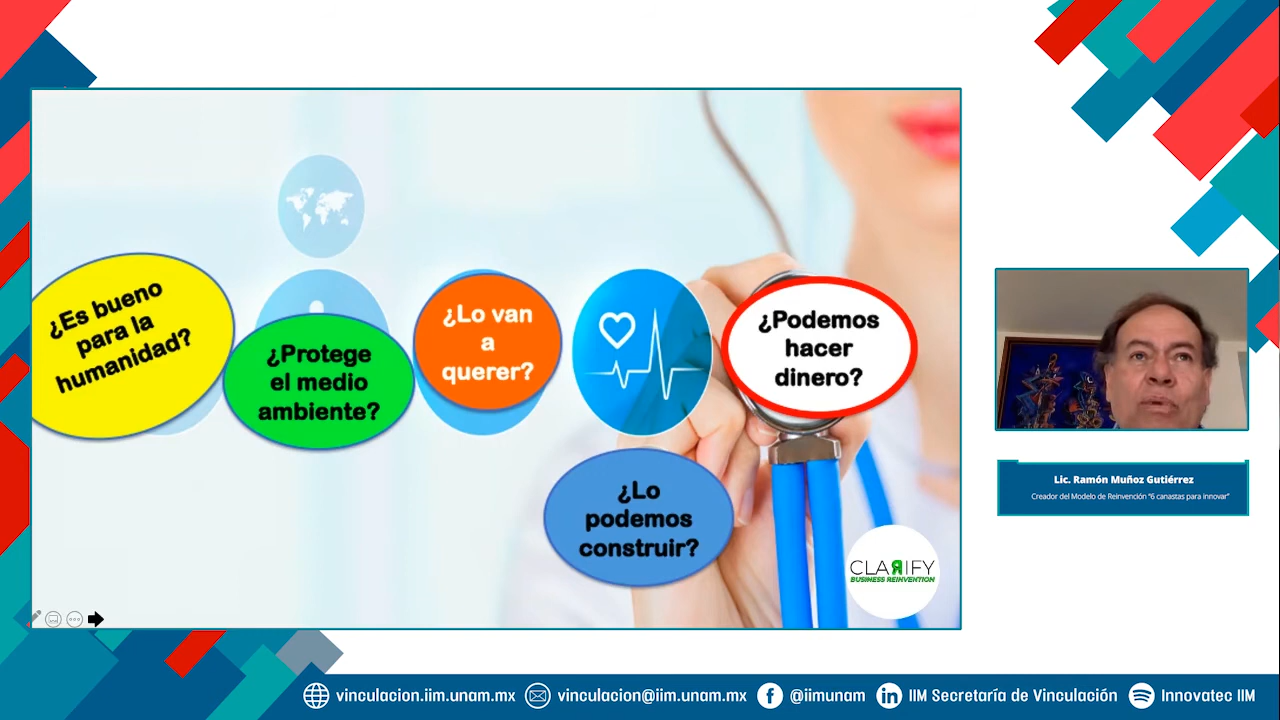 ¿Es bueno
para la
humanidad?
¿Protege
el medio
ambiente?
¿Lo van
a
querer?
¿Lo
podemos
construir?
¿Podemos
hacer
dinero?
CLAЯIFY
BUSINESS REINVENTION
Lic. Ramón Muñoz Gutiérrez
Creador del Modelo de Reinvención "6 canastas para innovar"
vinculacion.iim.unam.mx
vinculacion@iim.unam.mx
@iimunam
IIM Secretaría de Vinculación
Innovatec IIM